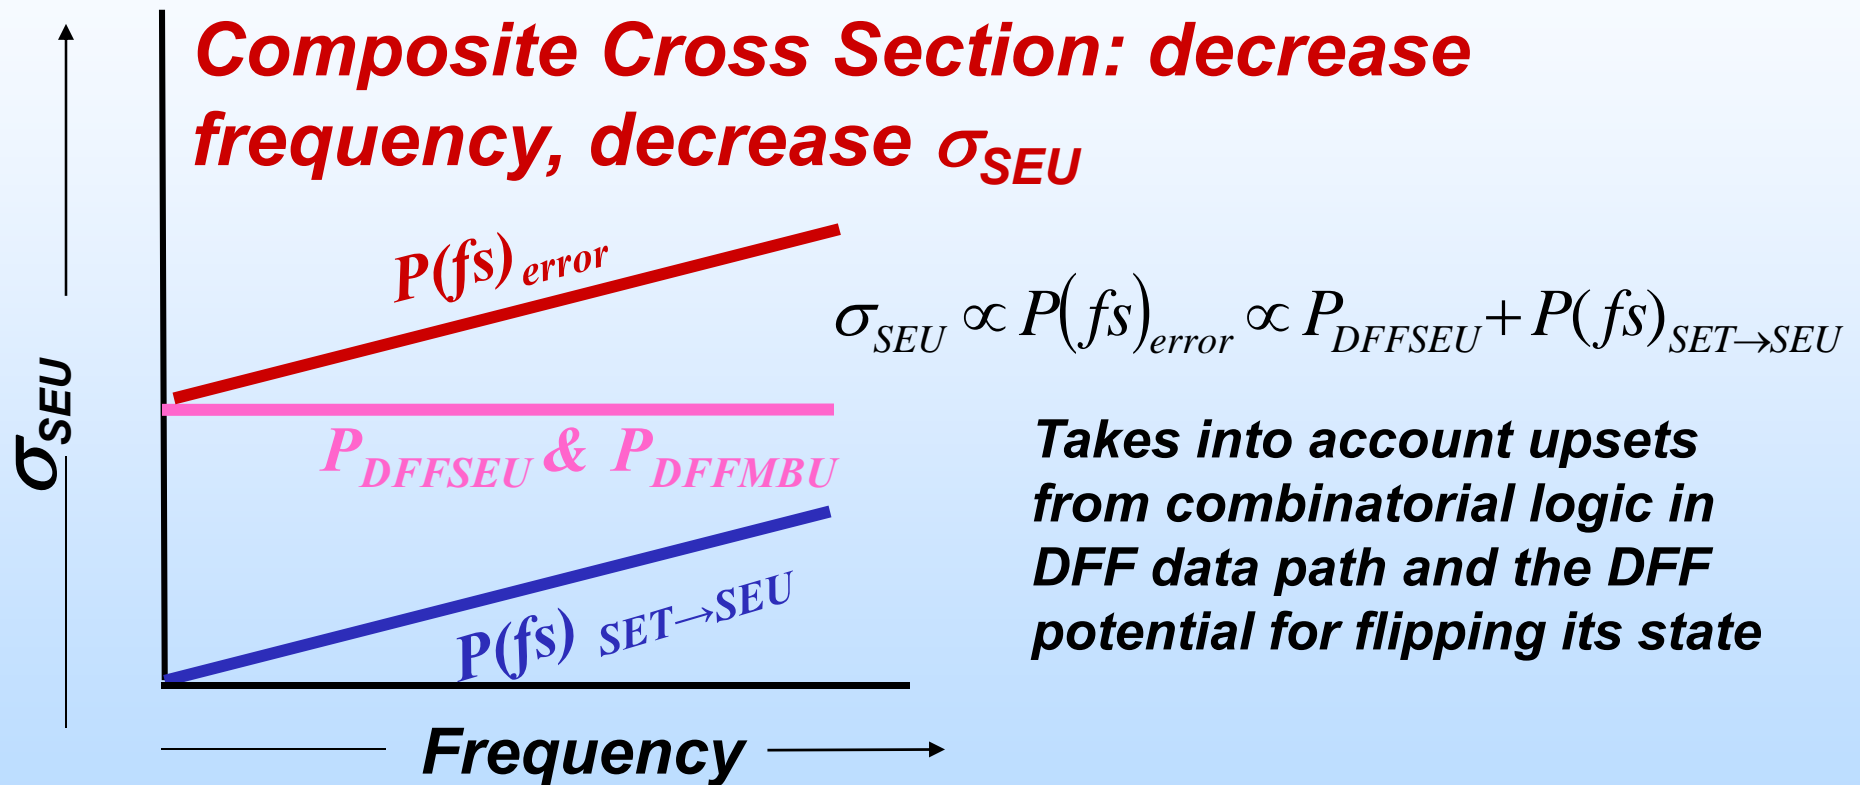 Composite Cross Section: decrease
frequency, decrease σSEU
P(fs) error
σSEU ∝ P(fs)error ∝ PDFFSEU + P(fs)SET→SEU
σSEU
PDFFSEU & PDFFMBU
Takes into account upsets
from combinatorial logic in
DFF data path and the DFF
potential for flipping its state
P(fs) SET→SEU
Frequency